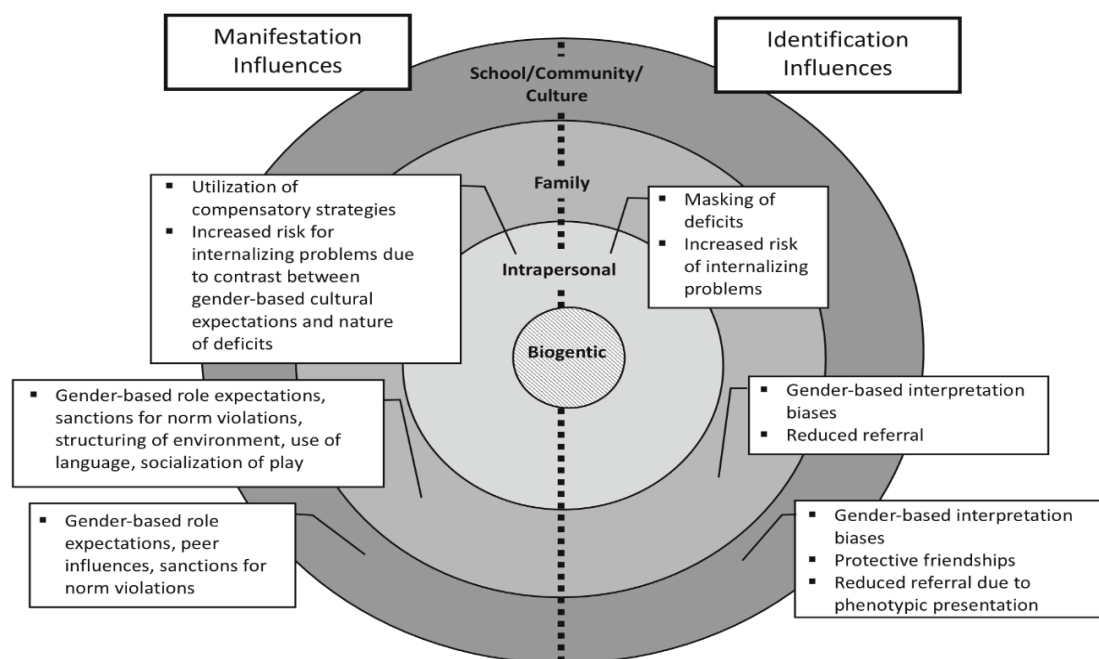 Manifestation
Influences
Identification
Influences
School/Community/
Culture
Family
Intrapersonal
Biogentic
▪ Utilization of
compensatory strategies
▪ Increased risk for
internalizing problems due
to contrast between
gender-based cultural
expectations and nature
of deficits
▪ Masking of
deficits
▪ Increased risk
of internalizing
problems
▪ Gender-based role expectations,
sanctions for norm violations,
structuring of environment, use of
language, socialization of play
▪ Gender-based interpretation
biases
▪ Reduced referral
▪ Gender-based role
expectations, peer
influences, sanctions for
norm violations
▪ Gender-based interpretation
biases
▪ Protective friendships
▪ Reduced referral due to
phenotypic presentation